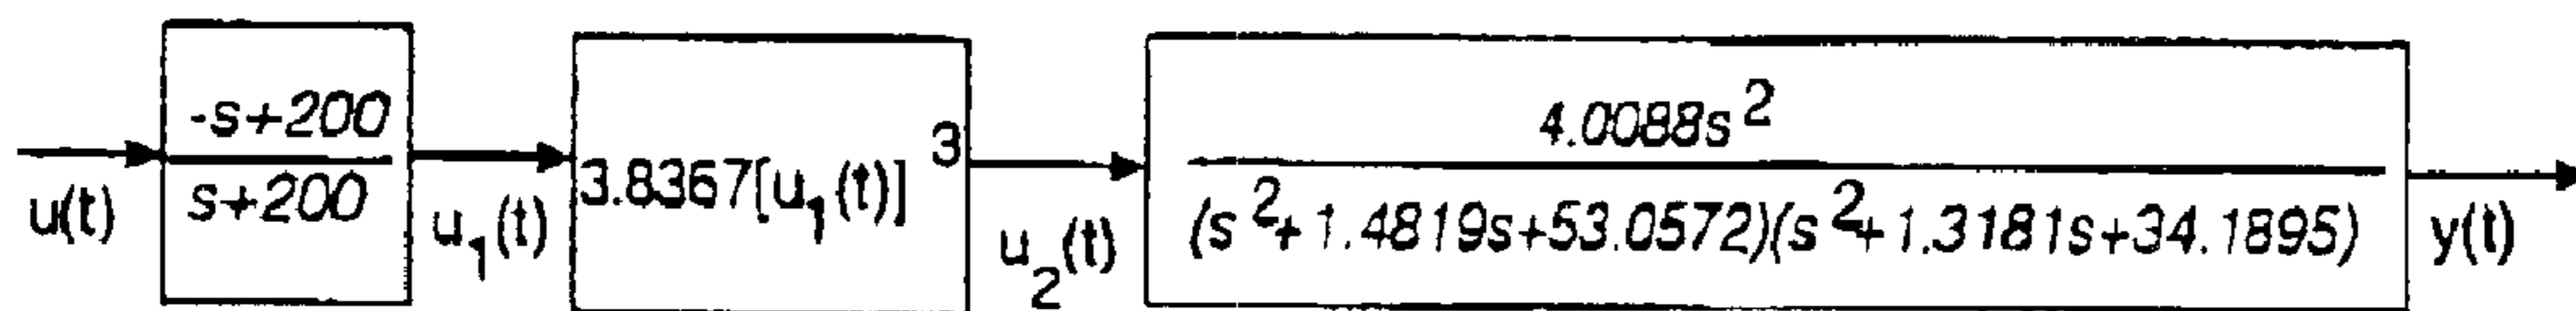 -s+200
s+200
3.8367[u₁(t)]³
4.0088s²
(s²+1.4819s+53.0572)(s²+1.3181s+34.1895)
u(t)
u₁(t)
u₂(t)
y(t)